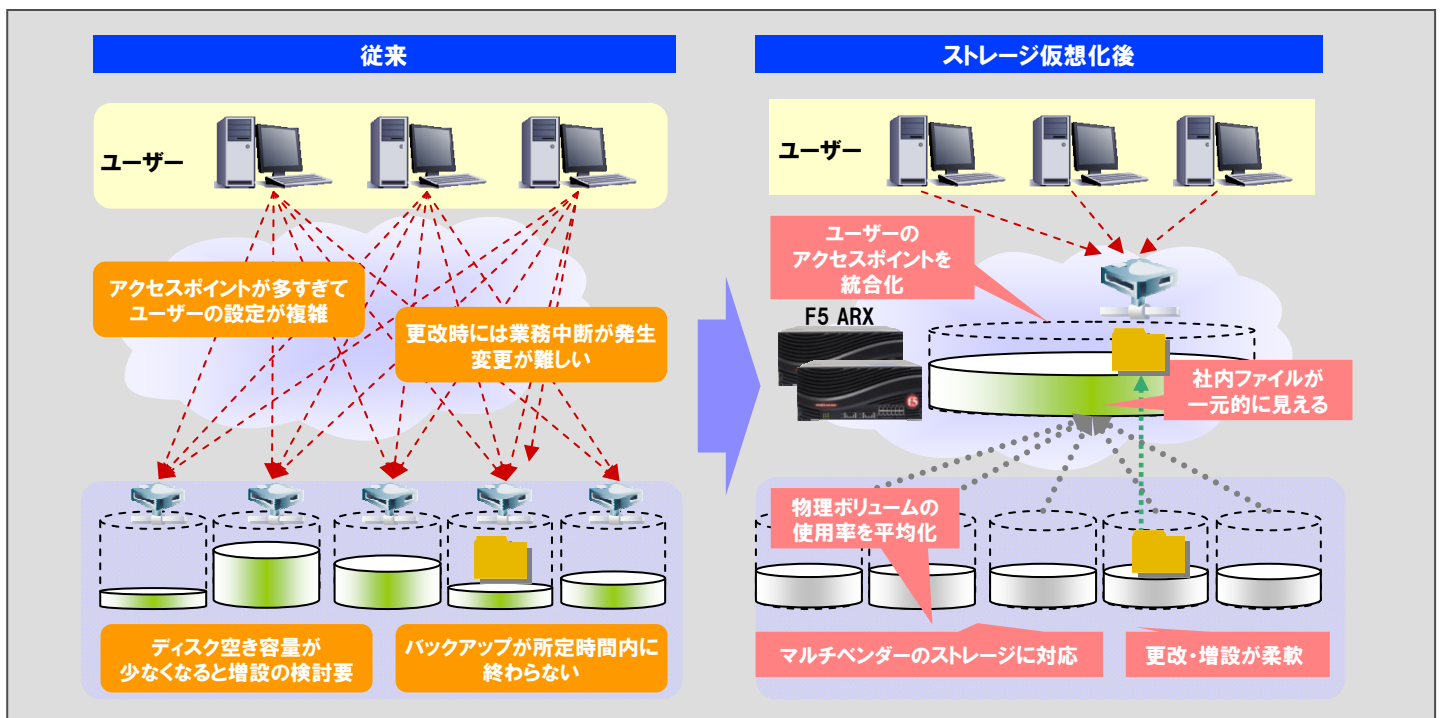 従来
ユーザー
アクセスポイントが多すぎて
ユーザーの設定が複雑
更改時には業務中断が発生
変更が難しい
ディスク空き容量が
少なくなると増設の検討要
バックアップが所定時間内に
終わらない
ストレージ仮想化後
ユーザー
ユーザーの
アクセスポイントを
統合化
F5 ARX
f5
社内ファイルが
一元的に見える
物理ボリュームの
使用率を平均化
マルチベンダーのストレージに対応
更改・増設が柔軟